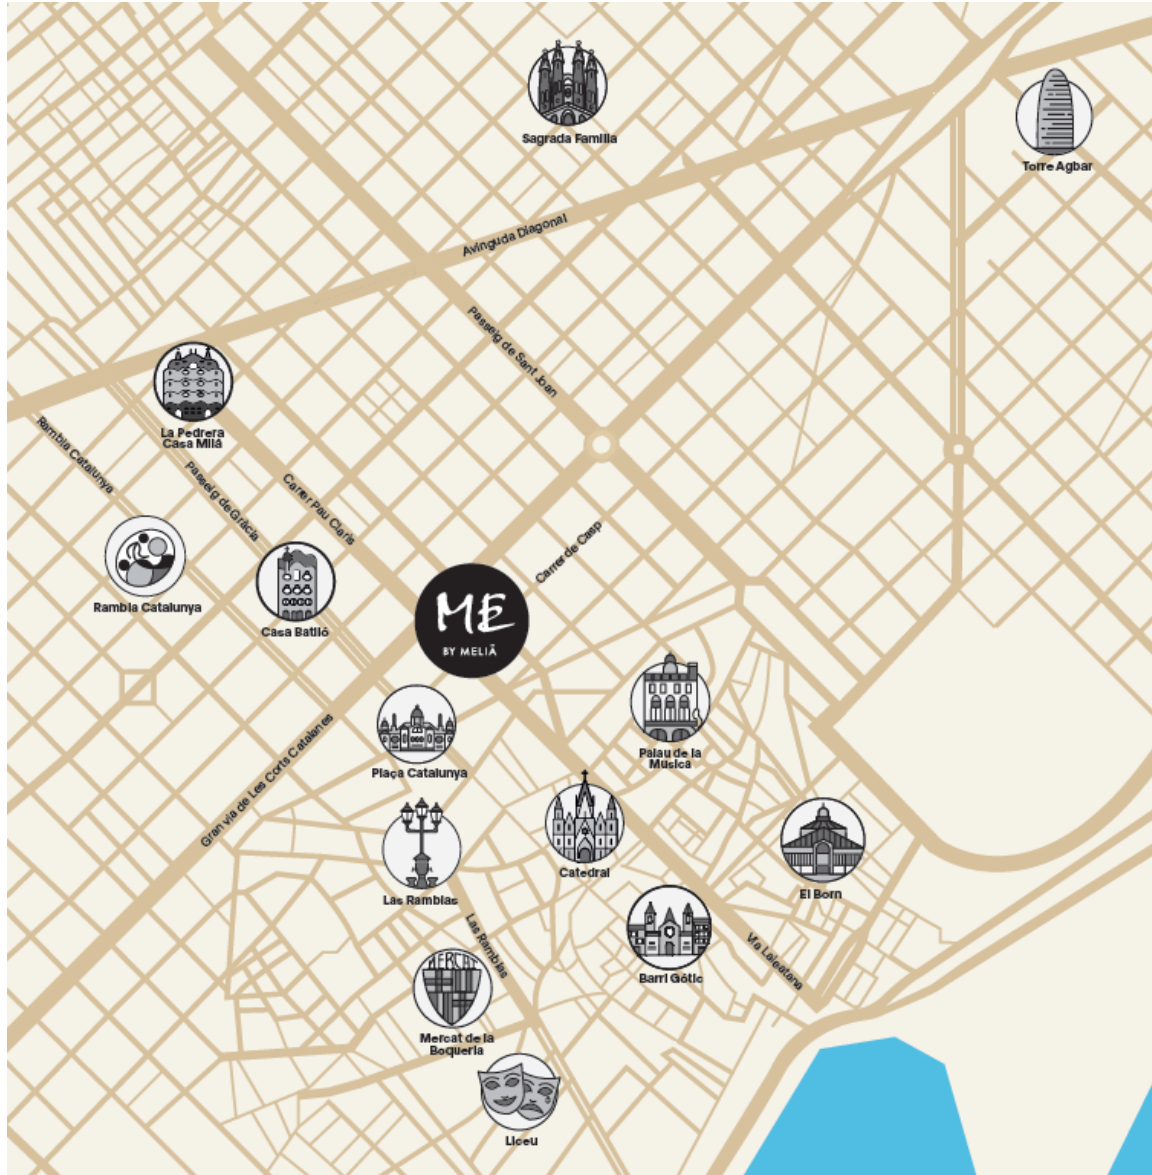 Sagrada Familia
Torre Agbar
Avinguda Diagonal
Passeig de Sant Joan
La Pedrera
Casa Milá
Rambla Catalunya
Passeig de Gràcia
Carrer Pau Claris
Carrer de Casp
Rambla Catalunya
Casa Batlló
ME
BY MELIÃ
Plaça Catalunya
Palau de la
Música
Gran via de Les Corts Catalanes
Catedral
Las Ramblas
El Born
Las Ramblas
Via Laieatana
Barri Gótic
MERCAT
Mercat de la
Boqueria
Liceu